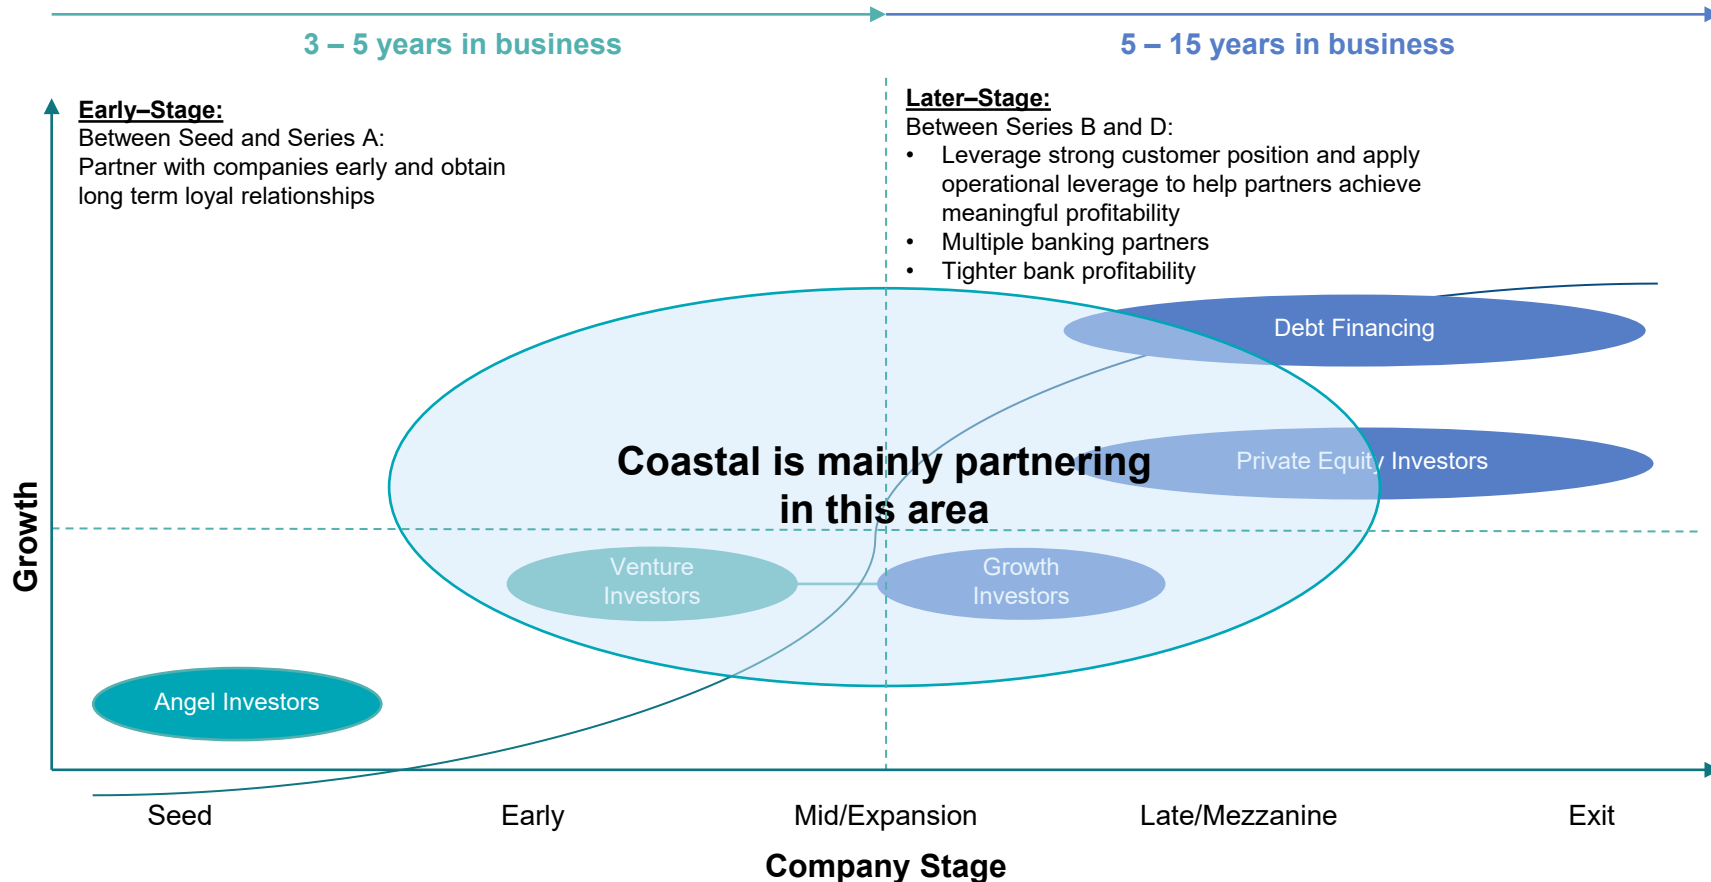 3 – 5 years in business
5 – 15 years in business
Early–Stage:
Between Seed and Series A:
Partner with companies early and obtain
long term loyal relationships
Later–Stage:
Between Series B and D:
• Leverage strong customer position and apply
operational leverage to help partners achieve
meaningful profitability
• Multiple banking partners
• Tighter bank profitability
Debt Financing
Coastal is mainly partnering
in this area
Private Equity Investors
Growth
Venture
Investors
Growth
Investors
Angel Investors
Seed
Early
Mid/Expansion
Late/Mezzanine
Exit
Company Stage